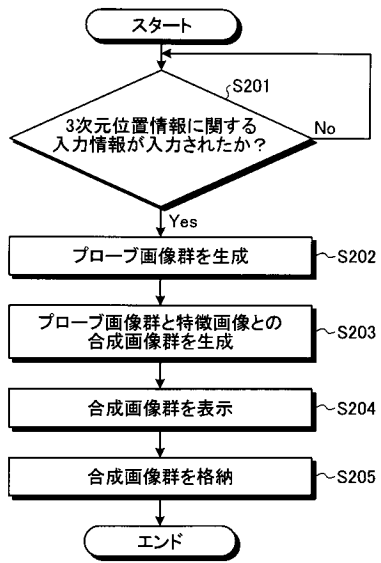 スタート
S201
3次元位置情報に関する
入力情報が入力されたか？
No
Yes
プローブ画像群を生成
S202
プローブ画像群と特徴画像との
合成画像群を生成
S203
合成画像群を表示
S204
合成画像群を格納
S205
エンド